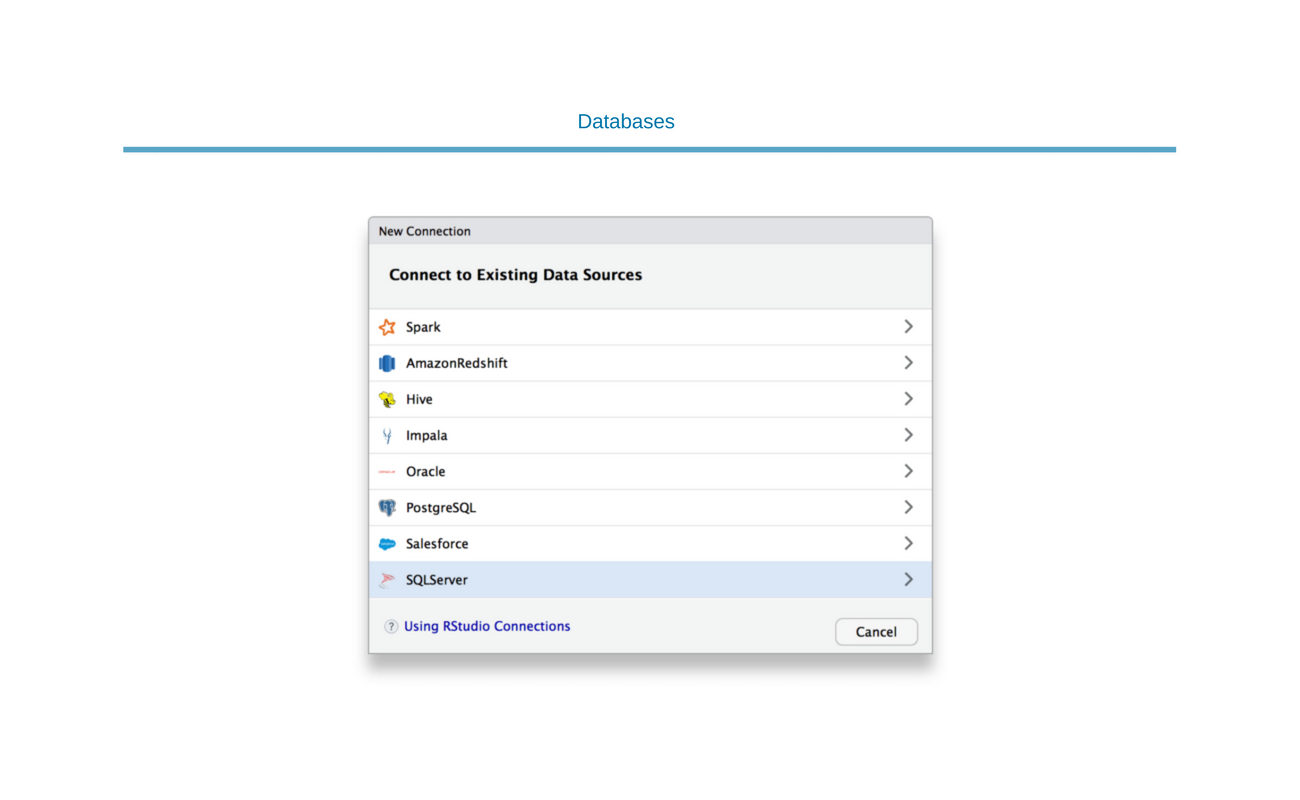 Databases
New Connection
Connect to Existing Data Sources
Spark
AmazonRedshift
Hive
Impala
Oracle
PostgreSQL
Salesforce
SQLServer
? Using RStudio Connections
Cancel